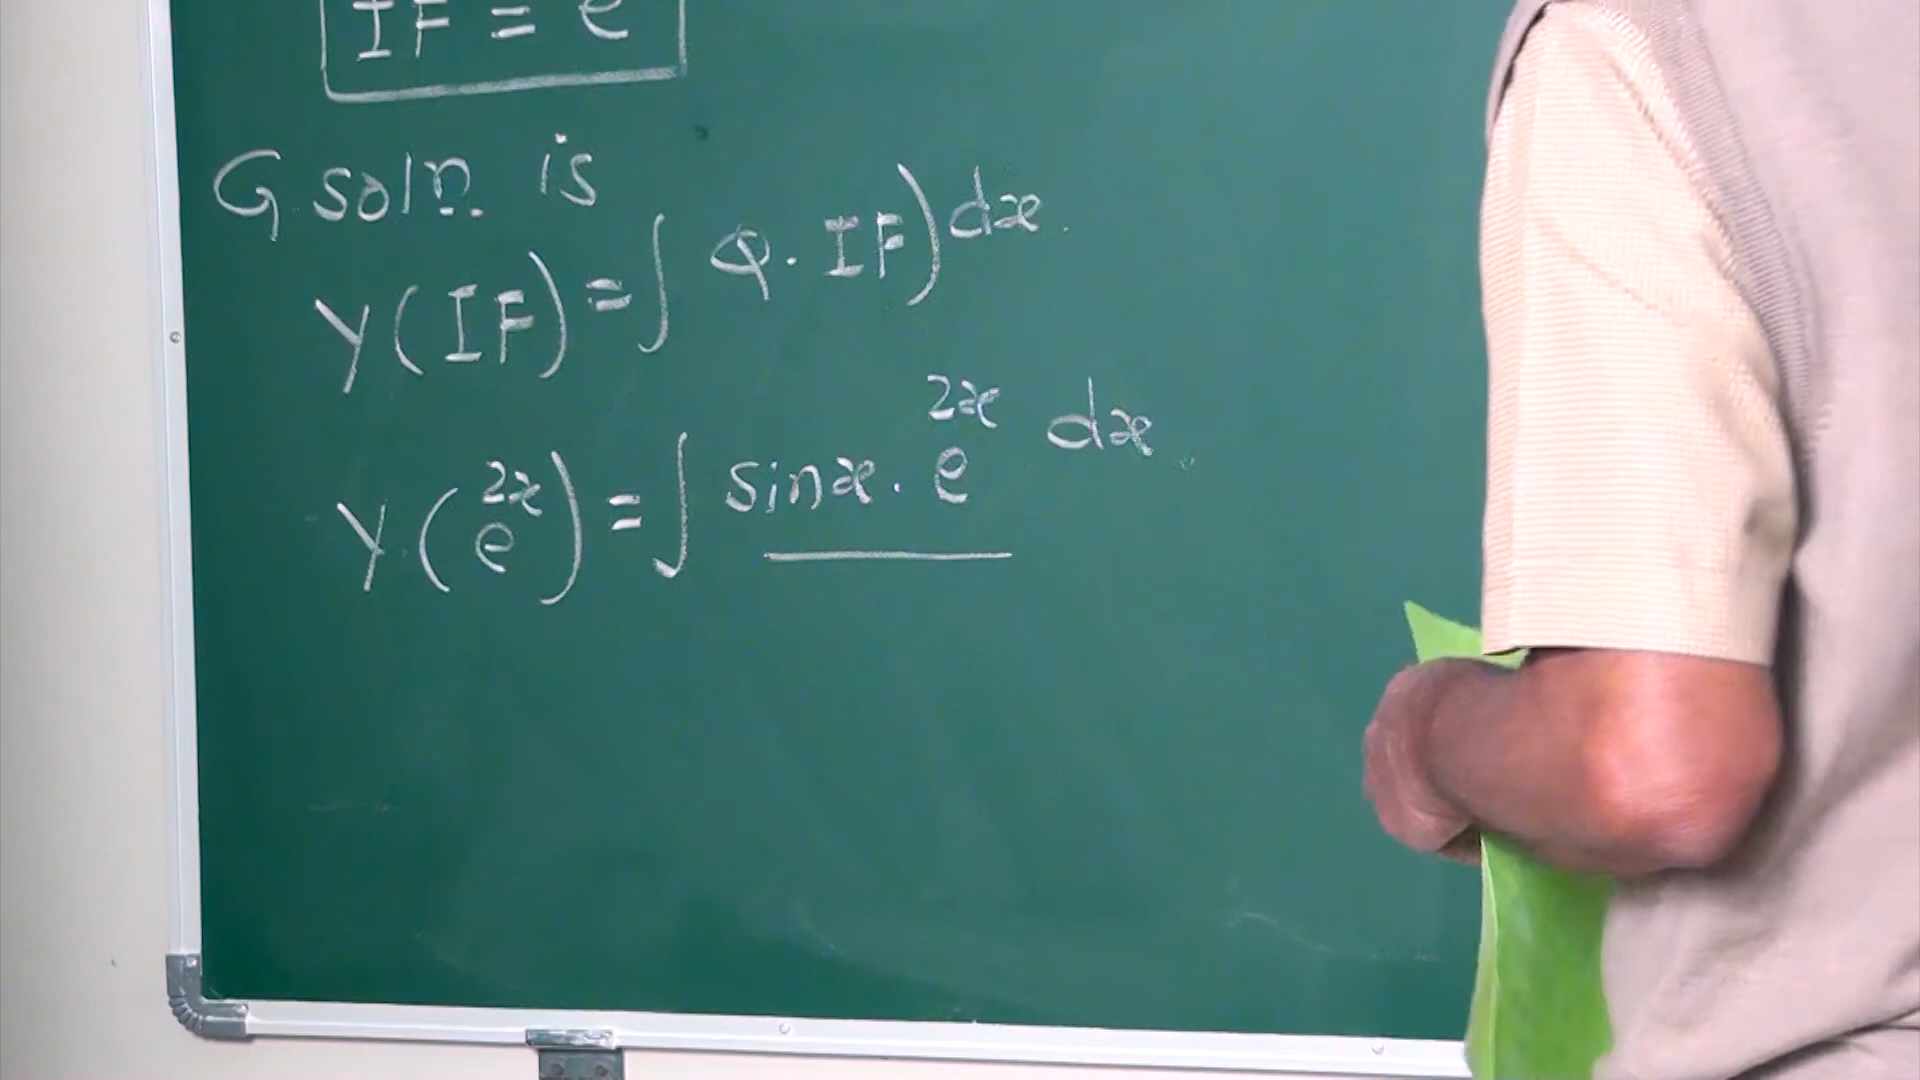 IF = e
G soln is
y(IF) = ∫ Q. IF) dx.
y.(e^2x) = ∫ sinx. e^2x dx